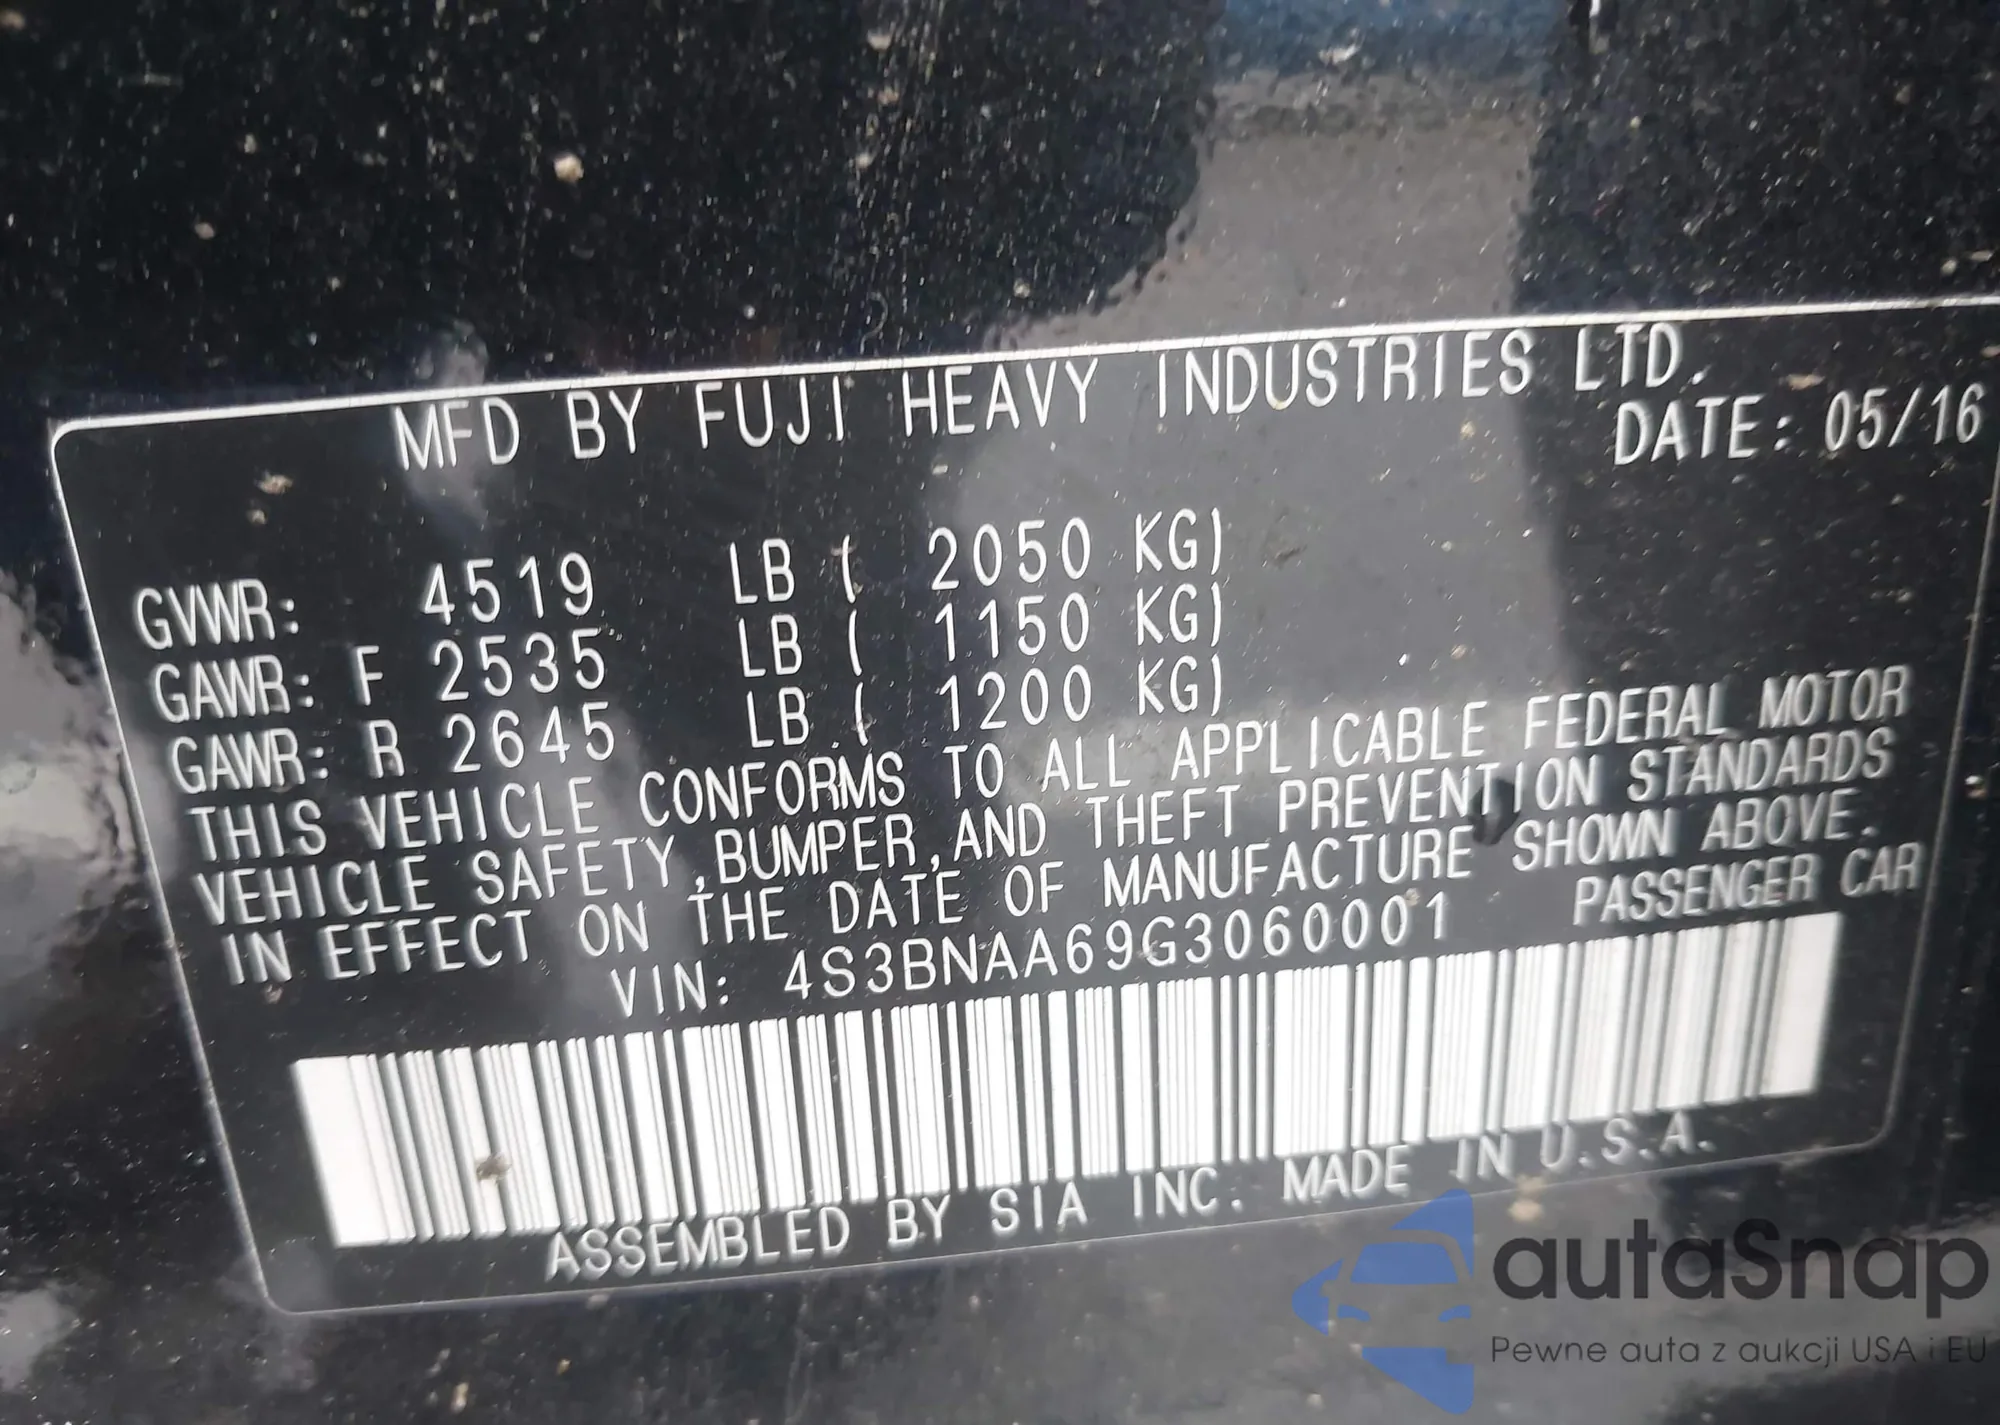 MFD BY FUJI HEAVY INDUSTRIES LTD.
DATE: 05/16
GVWR: 4519 LB ( 2050 KG)
GAWR: F 2535 LB ( 1150 KG)
GAWR: R 2645 LB ( 1200 KG)
THIS VEHICLE CONFORMS TO ALL APPLICABLE FEDERAL MOTOR
VEHICLE SAFETY,BUMPER,AND THEFT PREVENTION STANDARDS
IN EFFECT ON THE DATE OF MANUFACTURE SHOWN ABOVE.
VIN: 4S3BNAA69G3060001 PASSENGER CAR
ASSEMBLED BY SIA INC. MADE IN U.S.A.
autaSnap
Pewne auta z aukcji USA i EU